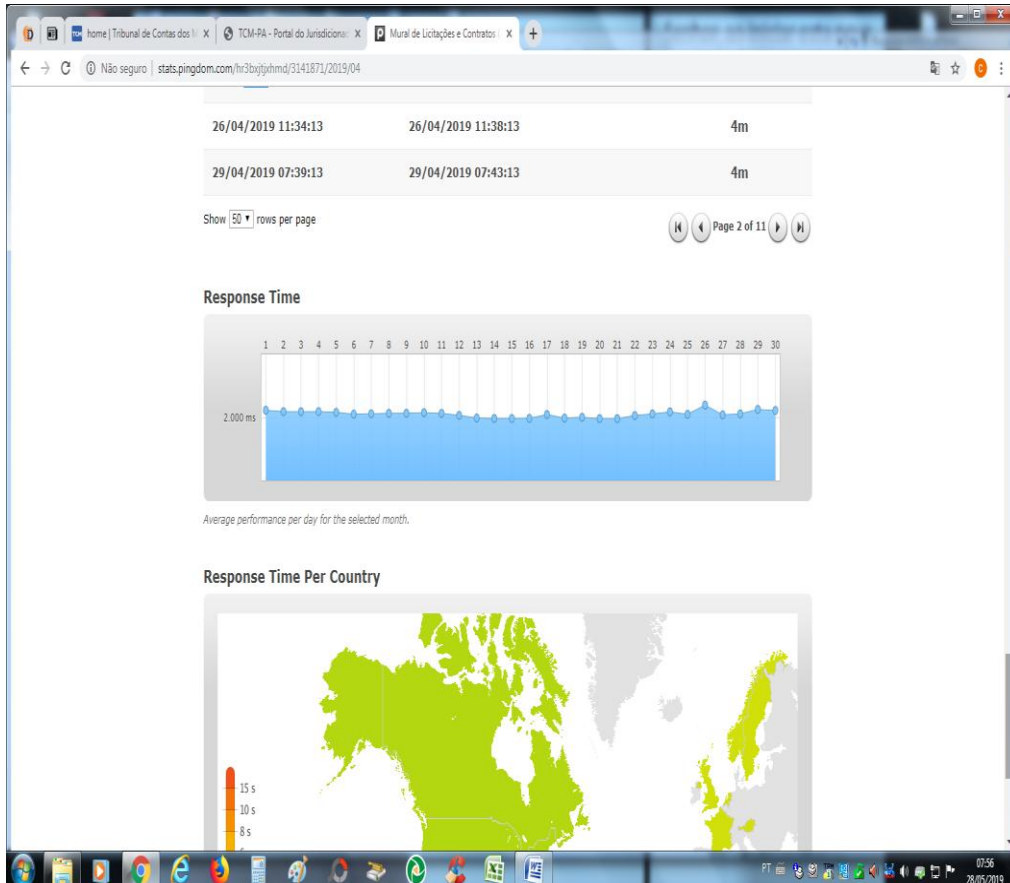 home | Tribunal de Contas dos M
TCM-PA - Portal do Jurisdiciona
Mural de Licitações e Contratos |
Não seguro | stats.pingdom.com/hr3bxjtjxhmd/3141871/2019/04
26/04/2019 11:34:13 26/04/2019 11:38:13 4m
29/04/2019 07:39:13 29/04/2019 07:43:13 4m
Show 50 rows per page
Page 2 of 11
Response Time
1 2 3 4 5 6 7 8 9 10 11 12 13 14 15 16 17 18 19 20 21 22 23 24 25 26 27 28 29 30
2.000 ms
Average performance per day for the selected month.
Response Time Per Country
15 s
10 s
8 s
PT
07:56
28/05/2019